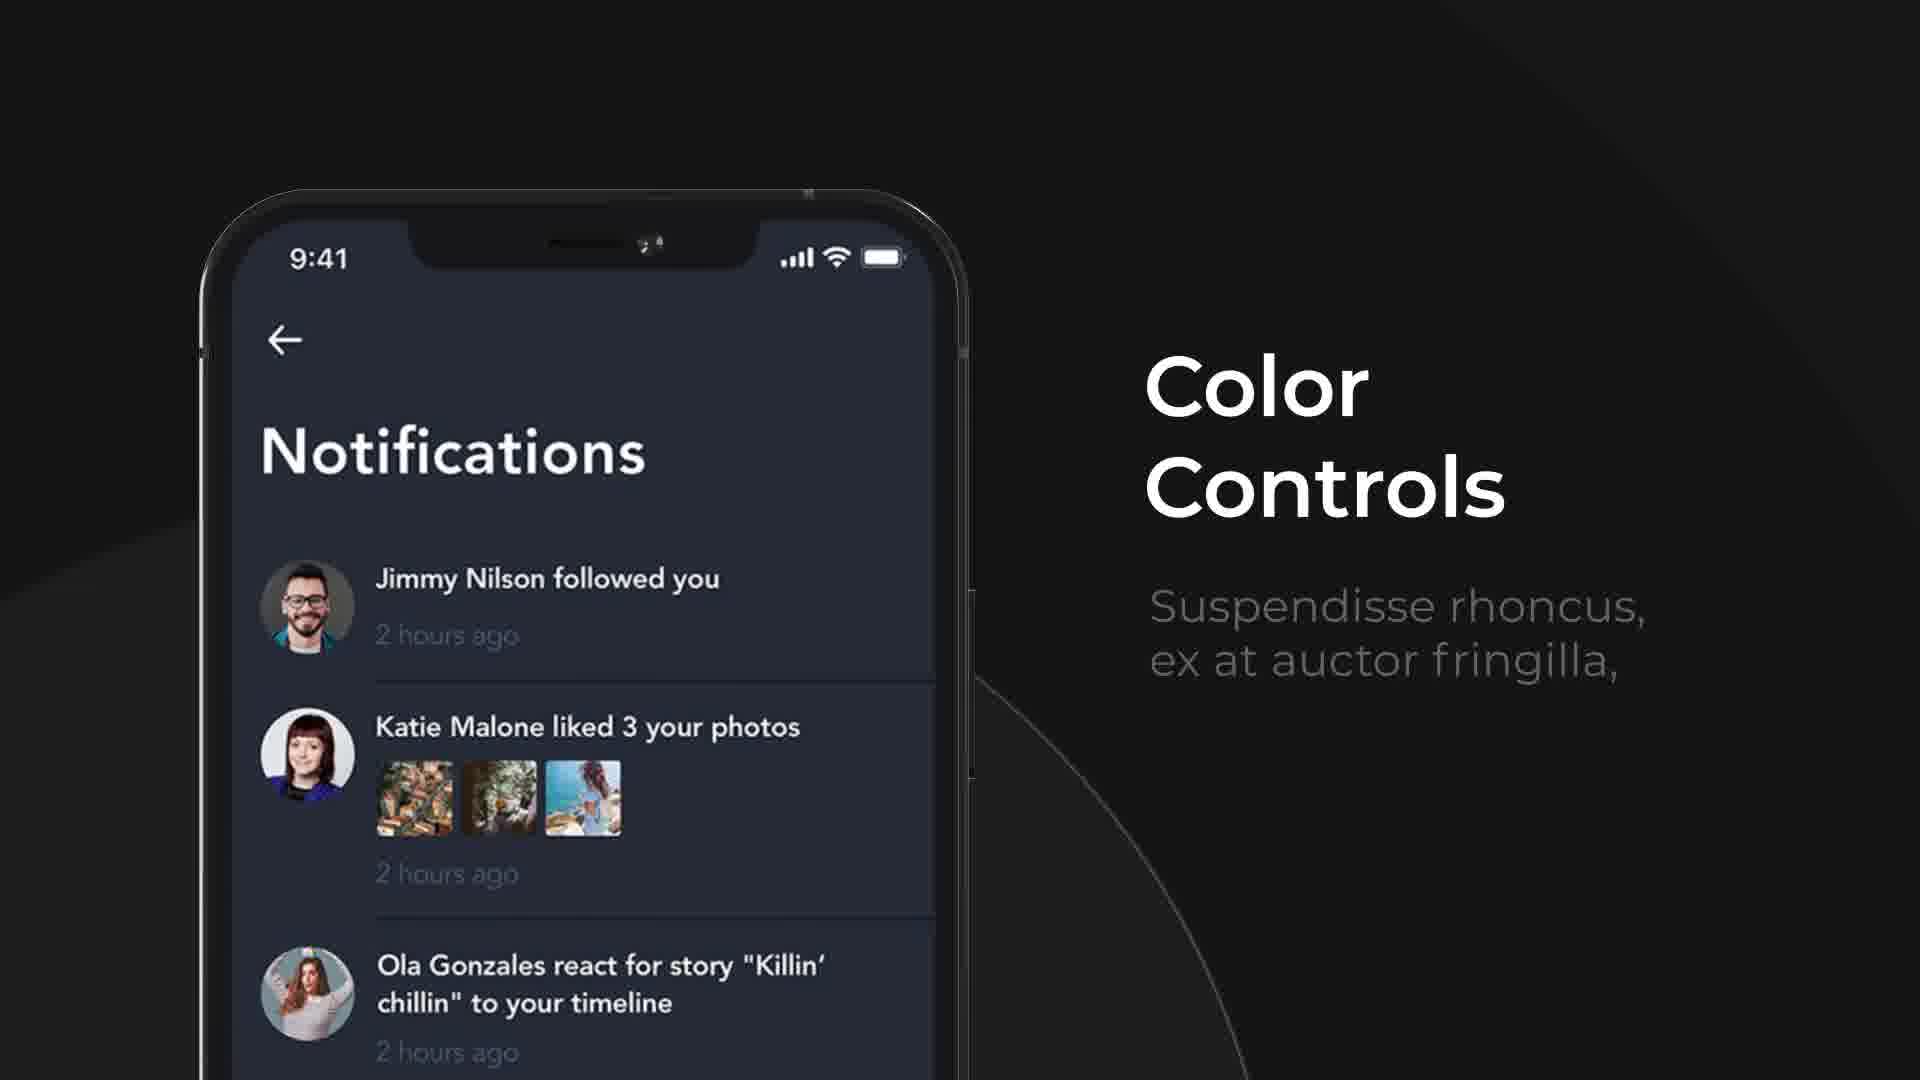 9:41
Notifications
Jimmy Nilson followed you
2 hours ago
Katie Malone liked 3 your photos
2 hours ago
Ola Gonzales react for story "Killin‘
chillin" to your timeline
2 hours ago
Color
Controls
Suspendisse rhoncus,
ex at auctor fringilla,